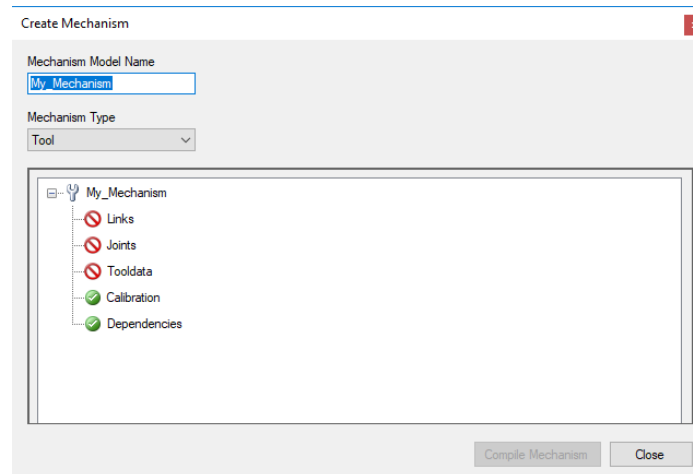 Create Mechanism
Mechanism Model Name
My_Mechanism
Mechanism Type
Tool
My_Mechanism
Links
Joints
Tooldata
Calibration
Dependencies
Compile Mechanism
Close